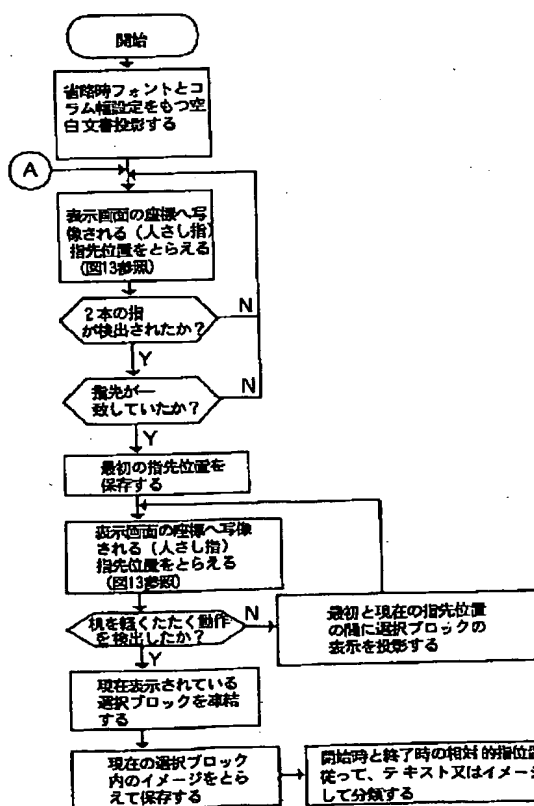 開始
省略時フォントとコ
ラム幅設定をもつ空
白文書投影する
A
表示画面の座標へ写
像される(人さし指)
指先位置をとらえる
(図13参照)
2本の指
が検出されたか?
N
Y
指先が一
致していたか?
N
Y
最初の指先位置を
保存する
表示画面の座標へ写像
される(人さし指)
指先位置をとらえる
(図13参照)
机を軽くたたく動作
を検出したか?
N
最初と現在の指先位置
の間に選択ブロックの
表示を投影する
Y
現在表示されている
選択ブロックを凍結
する
現在の選択ブロック
内のイメージをとら
えて保存する
開始時と終了時の相対的指位置
従って、テキスト又はイメージ
して分類する